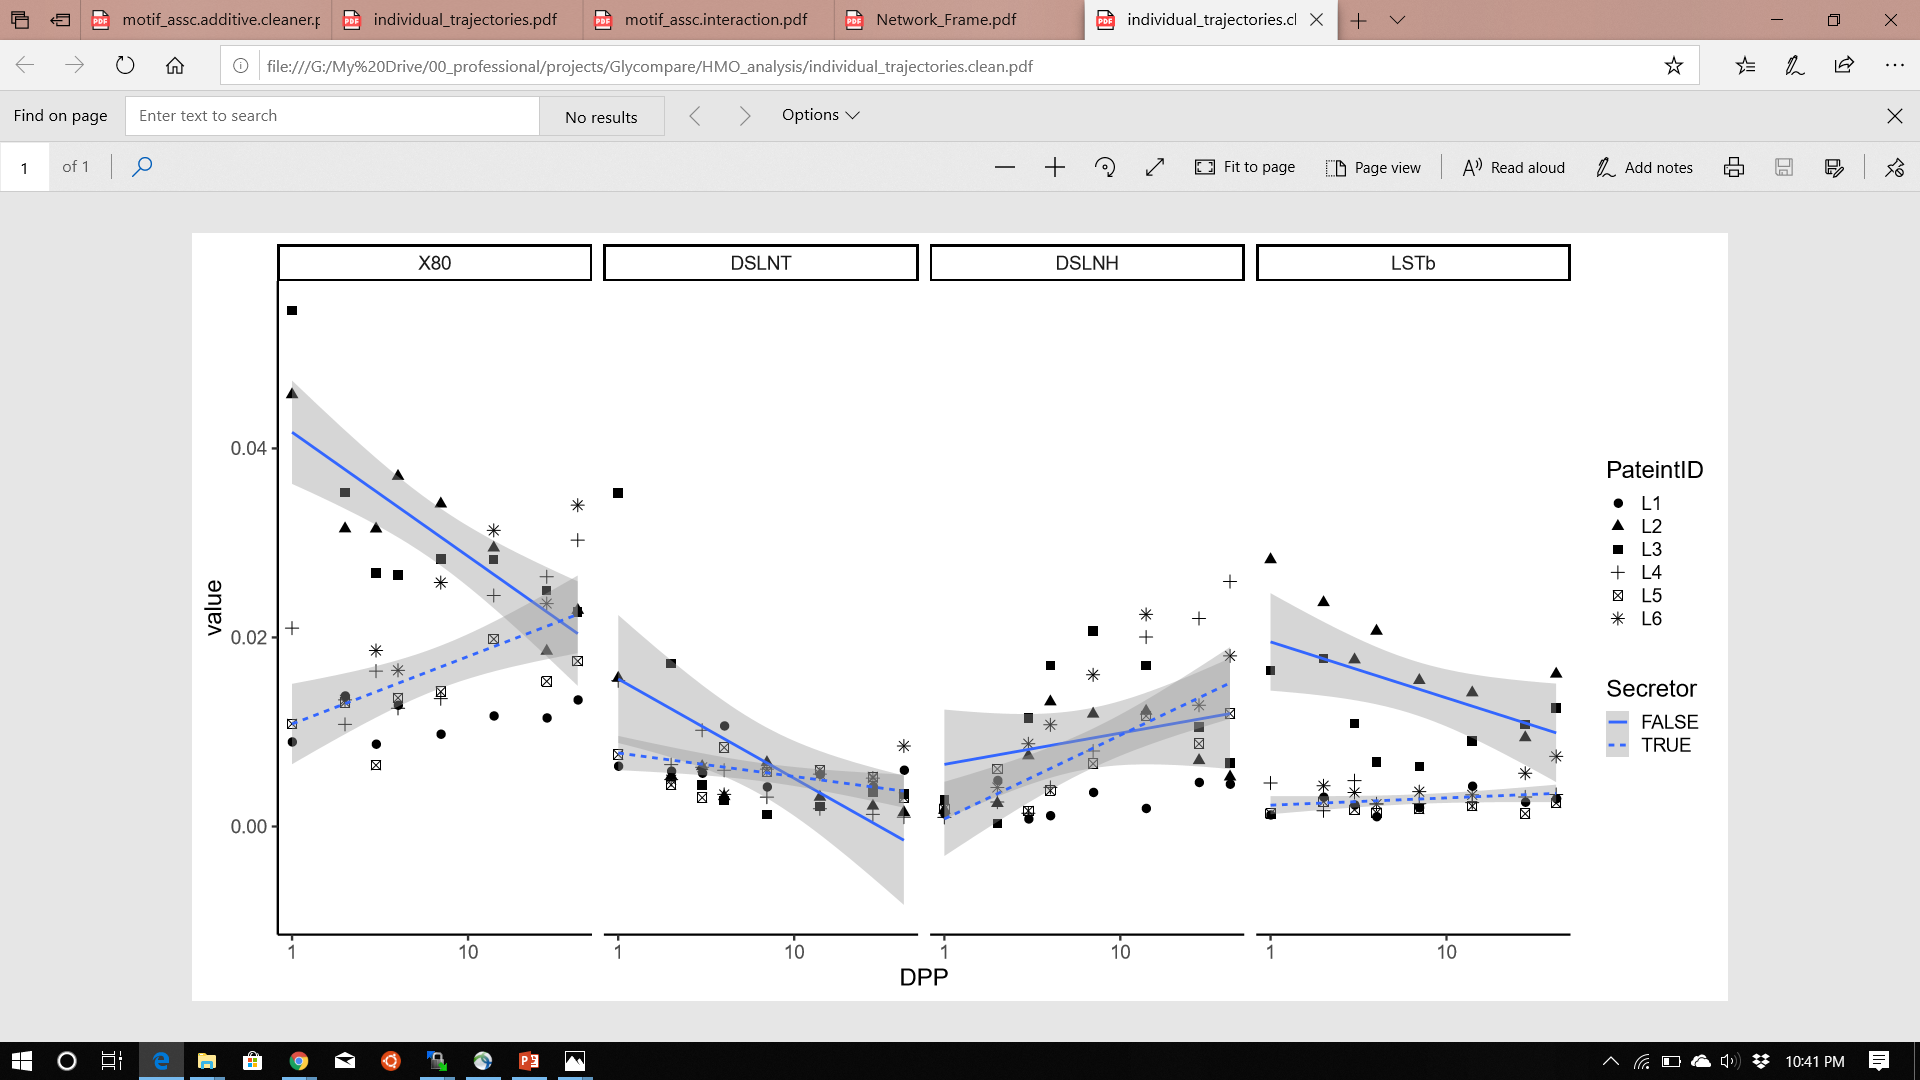 motif_assc.additive.cleaner.p
individual_trajectories.pdf
motif_assc.interaction.pdf
Network_Frame.pdf
individual_trajectories.cl
file:///G:/My%20Drive/00_professional/projects/Glycompare/HMO_analysis/individual_trajectories.clean.pdf
Find on page
Enter text to search
No results
Options
1 of 1
Fit to page
Page view
Read aloud
Add notes
X80
DSLNT
DSLNH
LSTb
0.04
0.02
0.00
value
1 10
1 10
1 10
1 10
DPP
PateintID
L1
L2
L3
L4
L5
L6
Secretor
FALSE
TRUE
10:41 PM